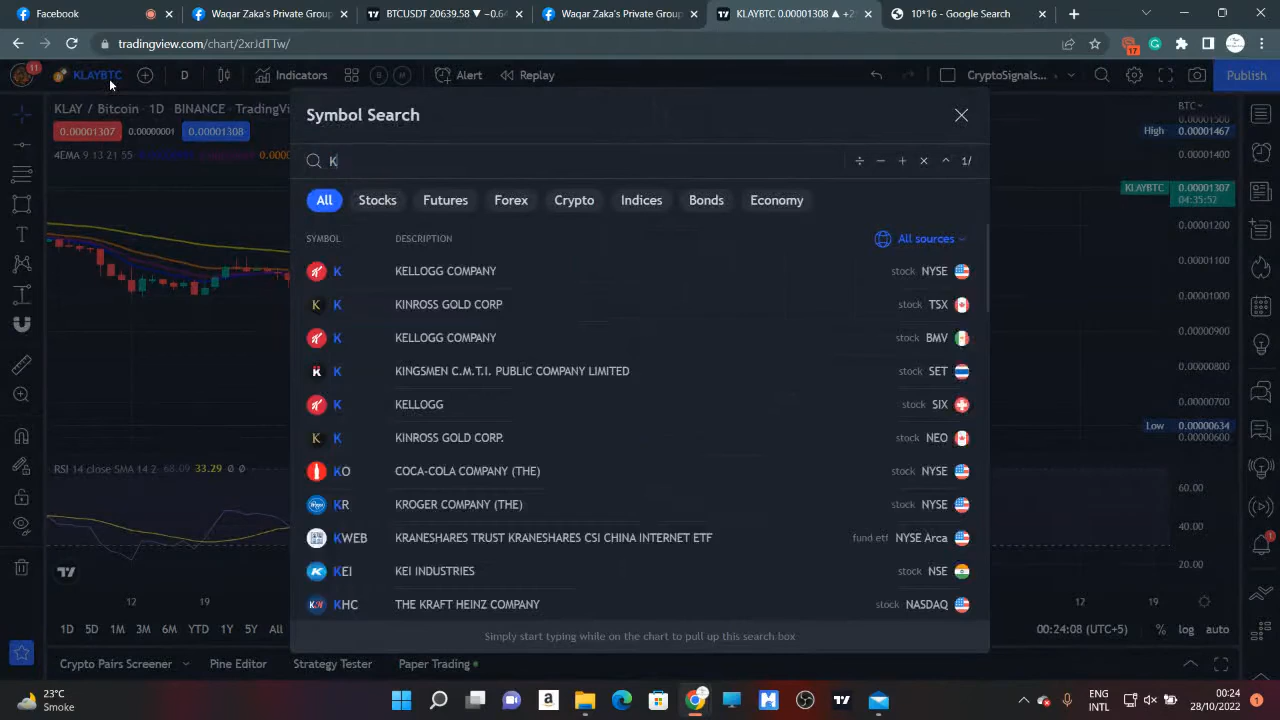 Facebook
Waqar Zaka's Private Group
BTCUSDT 20635.58 ▼ −0.6
Waqar Zaka's Private Group
KLAYBTC 0.00001308 ▲ +2
10*16 - Google Search
tradingview.com/chart/2xrJdTTw/
17
11
KLAYBTC
D
Indicators
B
M
Alert
Replay
CryptoSignals...
Publish
KLAY / Bitcoin · 1D · BINANCE · TradingVi
BTC
0.00001307
0.00000001
0.00001308
4EMA 9 13 21 55
Symbol Search
K
1/
All
Stocks
Futures
Forex
Crypto
Indices
Bonds
Economy
SYMBOL
DESCRIPTION
All sources
K KELLOGG COMPANY stock NYSE
K KINROSS GOLD CORP stock TSX
K KELLOGG COMPANY stock BMV
K KINGSMEN C.M.T.I. PUBLIC COMPANY LIMITED stock SET
K KELLOGG stock SIX
K KINROSS GOLD CORP. stock NEO
KO COCA-COLA COMPANY (THE) stock NYSE
KR KROGER COMPANY (THE) stock NYSE
KWEB KRANESHARES TRUST KRANESHARES CSI CHINA INTERNET ETF fund etf NYSE Arca
KEI KEI INDUSTRIES stock NSE
KHC THE KRAFT HEINZ COMPANY stock NASDAQ
Simply start typing while on the chart to pull up this search box
0.00001500
High 0.00001467
0.00001400
KLAYBTC 0.00001307
04:35:52
0.00001200
0.00001100
0.00001000
0.00000900
0.00000800
0.00000700
Low 0.00000634
0.00000600
RSI 14 close SMA 14 2 68.09 33.29 Ø Ø
60.00
40.00
20.00
12
19
12
19
1D 5D 1M 3M 6M YTD 1Y 5Y All
00:24:08 (UTC+5)
% log auto
Crypto Pairs Screener
Pine Editor
Strategy Tester
Paper Trading
23°C
Smoke
ENG
INTL
00:24
28/10/2022
1